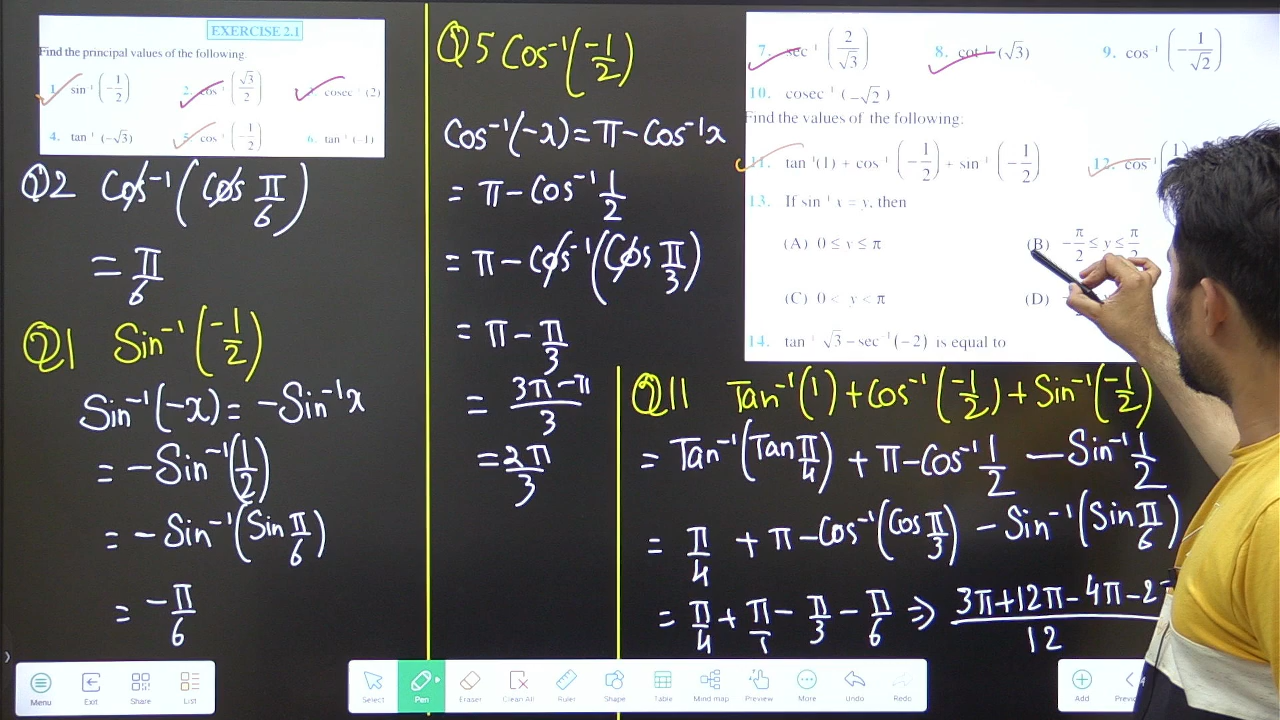 EXERCISE 2.1
Find the principal values of the following.
1. sin⁻¹ (-1/2)
2. cos⁻¹ (√3/2)
3. cosec⁻¹ (2)
4. tan⁻¹ (-√3)
5. cos⁻¹ (-1/2)
6. tan⁻¹ (-1)
Q2 Cos⁻¹(Cos π/6)
= π/6
Q1 Sin⁻¹(-1/2)
Sin⁻¹(-x) = -Sin⁻¹x
= -Sin⁻¹(1/2)
= -Sin⁻¹(Sin π/6)
= -π/6
Q5 Cos⁻¹(-1/2)
Cos⁻¹(-x) = π - Cos⁻¹x
= π - Cos⁻¹ 1/2
= π - Cos⁻¹(Cos π/3)
= π - π/3
= 3π-π/3
= 2π/3
7. sec⁻¹ (2/√3)
8. cot⁻¹ (√3)
9. cos⁻¹ (-1/√2)
10. cosec⁻¹ (-√2)
Find the values of the following:
11. tan⁻¹(1) + cos⁻¹ (-1/2) + sin⁻¹ (-1/2)
12. cos⁻¹ (1
13. If sin⁻¹ x = y, then
(A) 0 ≤ y ≤ π
(B) -π/2 ≤ y ≤ π/2
(C) 0 < y < π
(D)
14. tan⁻¹ √3 - sec⁻¹ (-2) is equal to
Q11 Tan⁻¹(1) + Cos⁻¹(-1/2) + Sin⁻¹(-1/2)
= Tan⁻¹(Tan π/4) + π - Cos⁻¹ 1/2 - Sin⁻¹ 1/2
= π/4 + π - Cos⁻¹(Cos π/3) - Sin⁻¹(Sin π/6)
= π/4 + π/1 - π/3 - π/6 ⇒ 3π+12π-4π-2/12
Menu Exit Share List
Select Pen Eraser Clean All Ruler Shape Table Mind map Preview More Undo Redo
Add